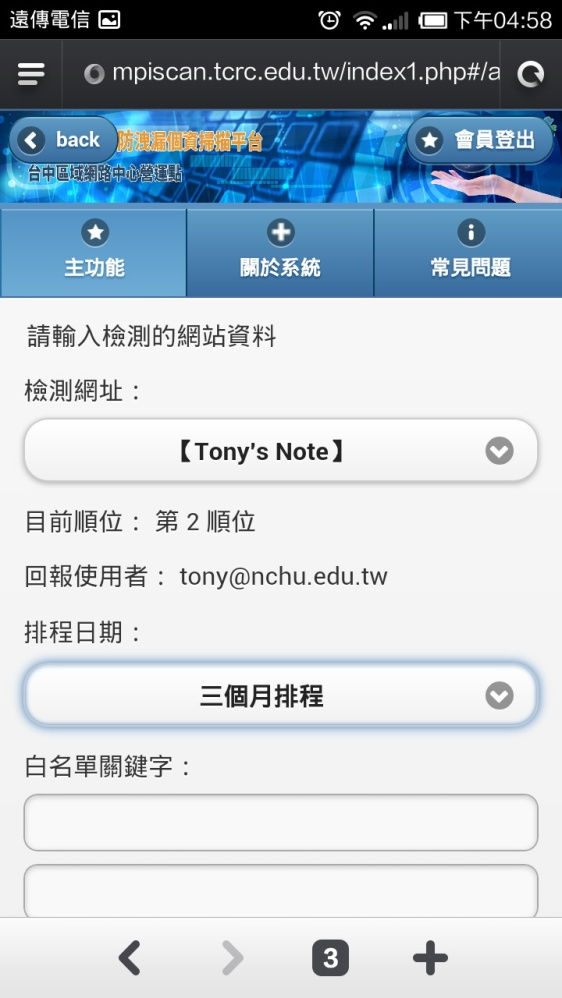 遠傳電信 下午04:58
mpiscan.tcrc.edu.tw/index1.php#/a
back 防洩漏個資掃描平台 會員登出
台中區域網路中心營運點
主功能 關於系統 常見問題
請輸入檢測的網站資料
檢測網址：
【Tony's Note】
目前順位： 第 2 順位
回報使用者： tony@nchu.edu.tw
排程日期：
三個月排程
白名單關鍵字：
3